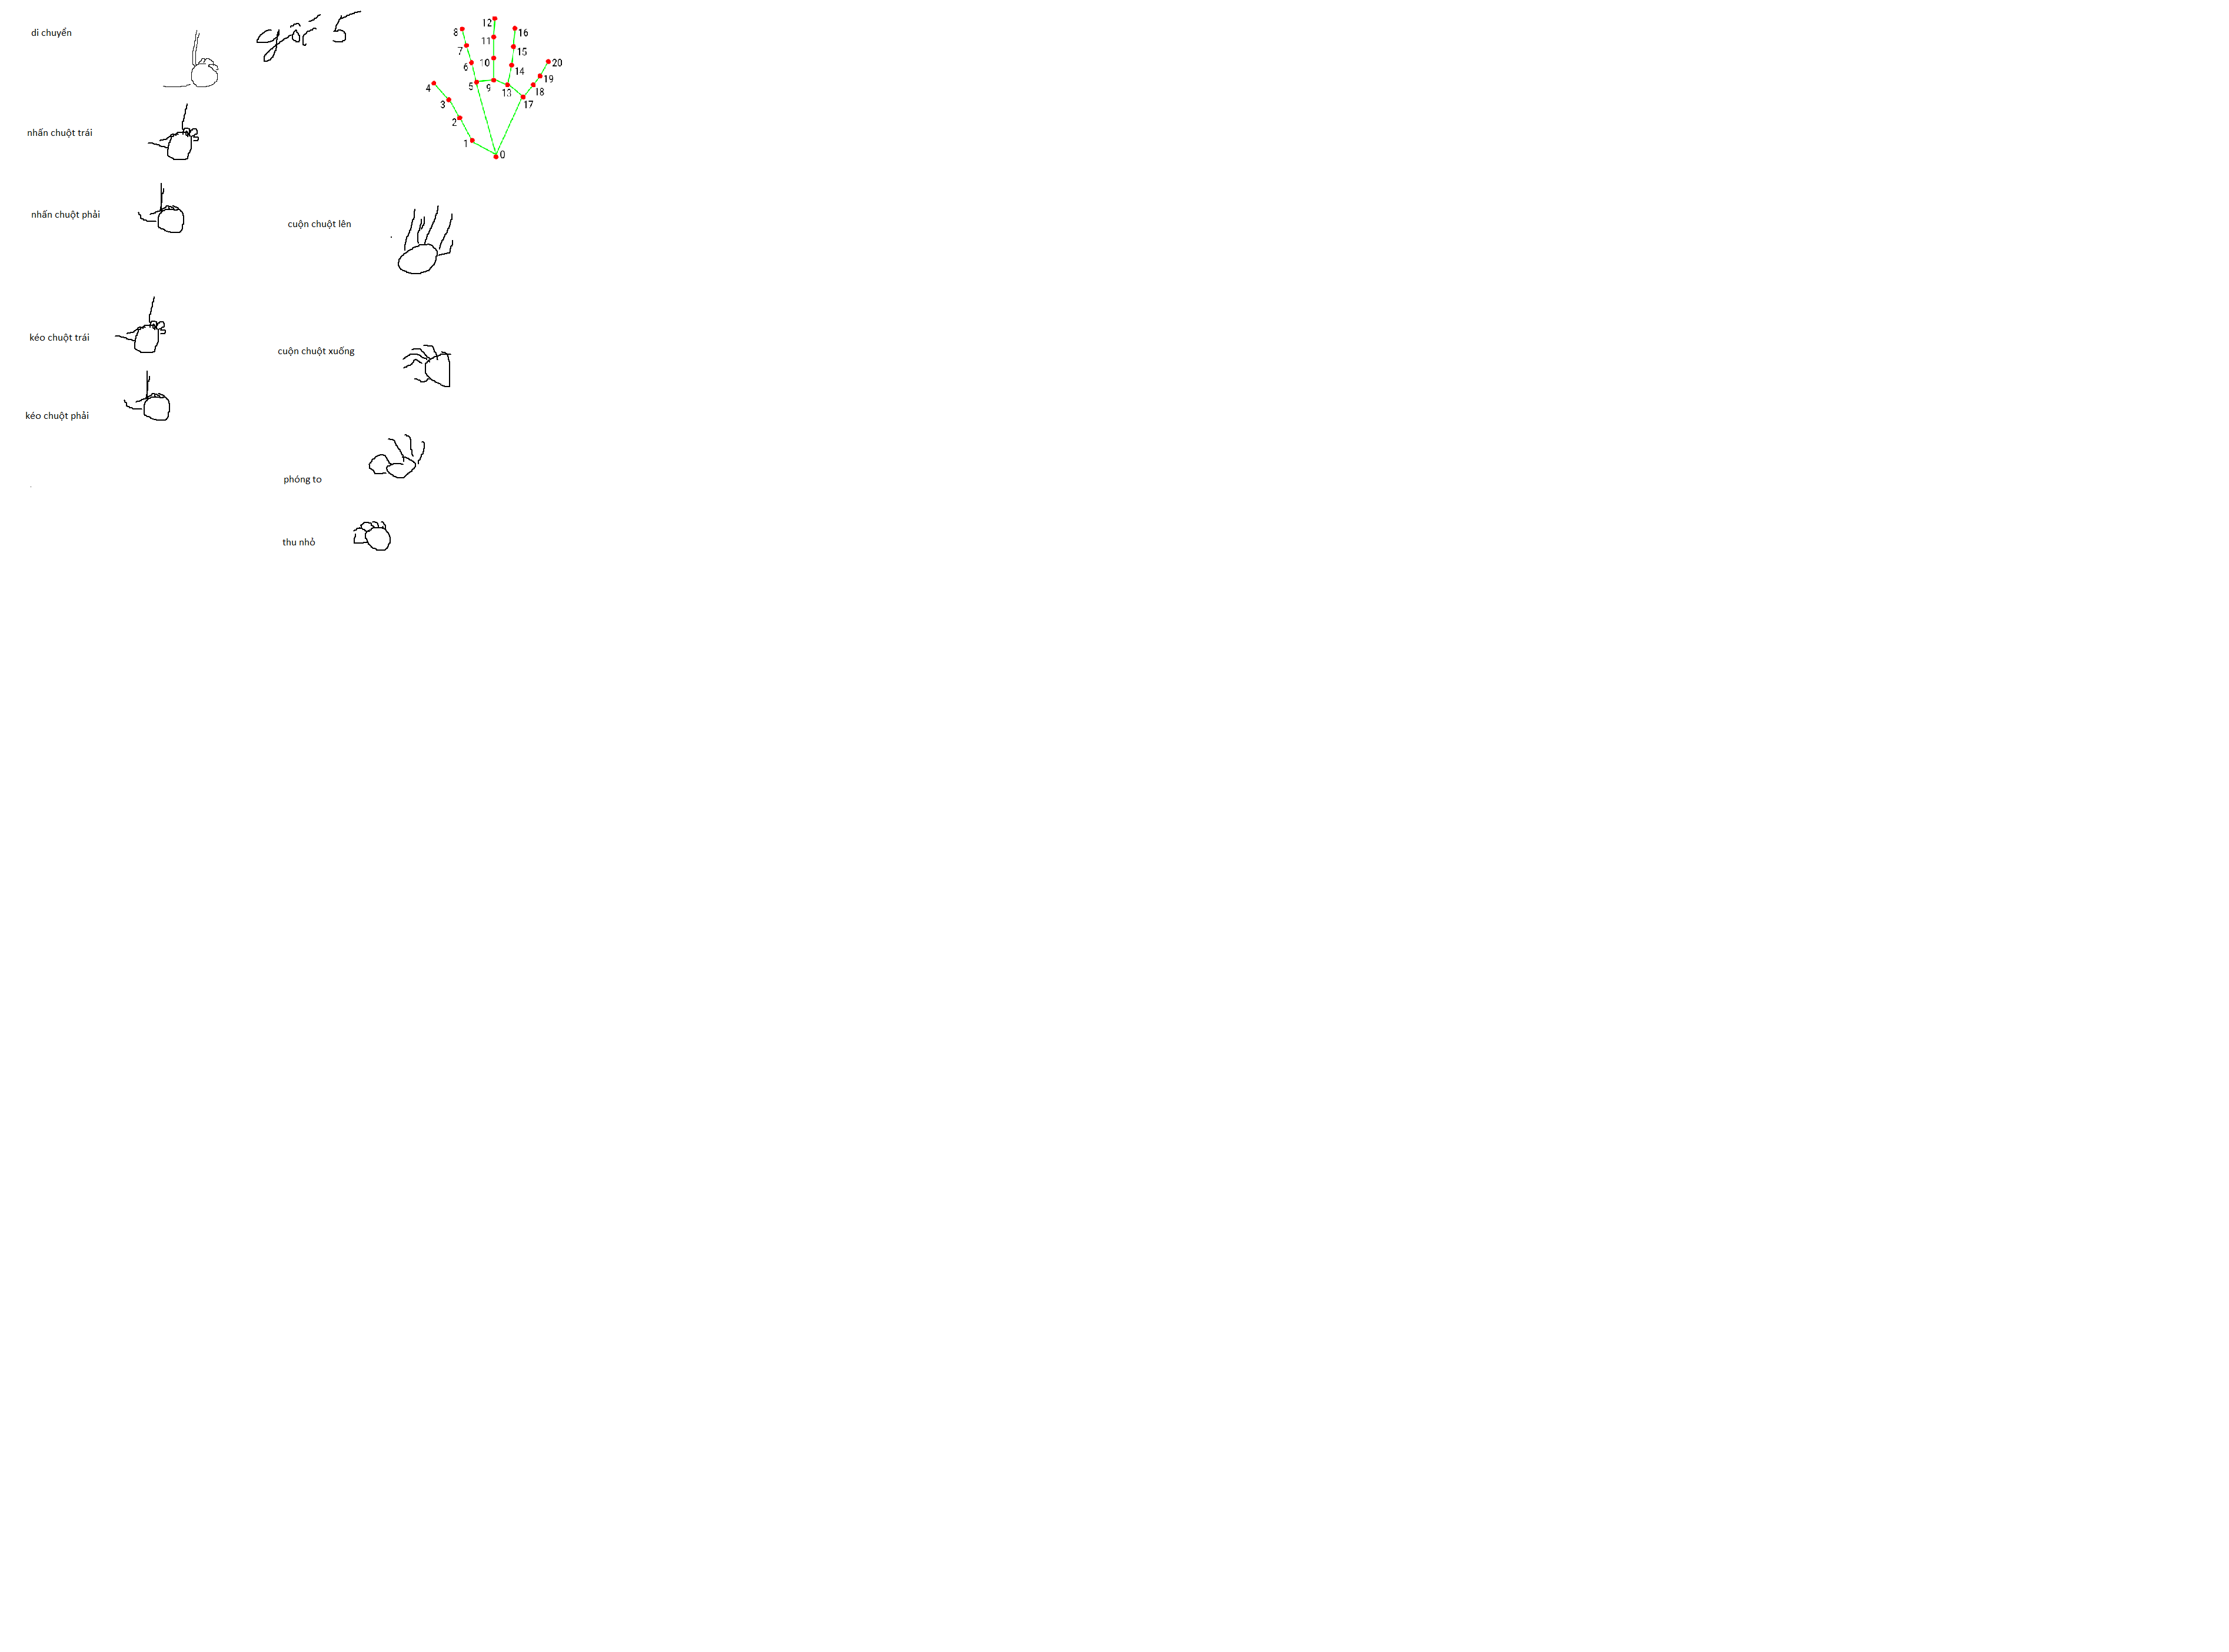 di chuyển
gốc 5
nhấn chuột trái
nhấn chuột phải
kéo chuột trái
kéo chuột phải
12
8
16
11
7
15
10
6
20
14
19
4
5
9
13
18
3
17
2
1
0
cuộn chuột lên
cuộn chuột xuống
phóng to
thu nhỏ